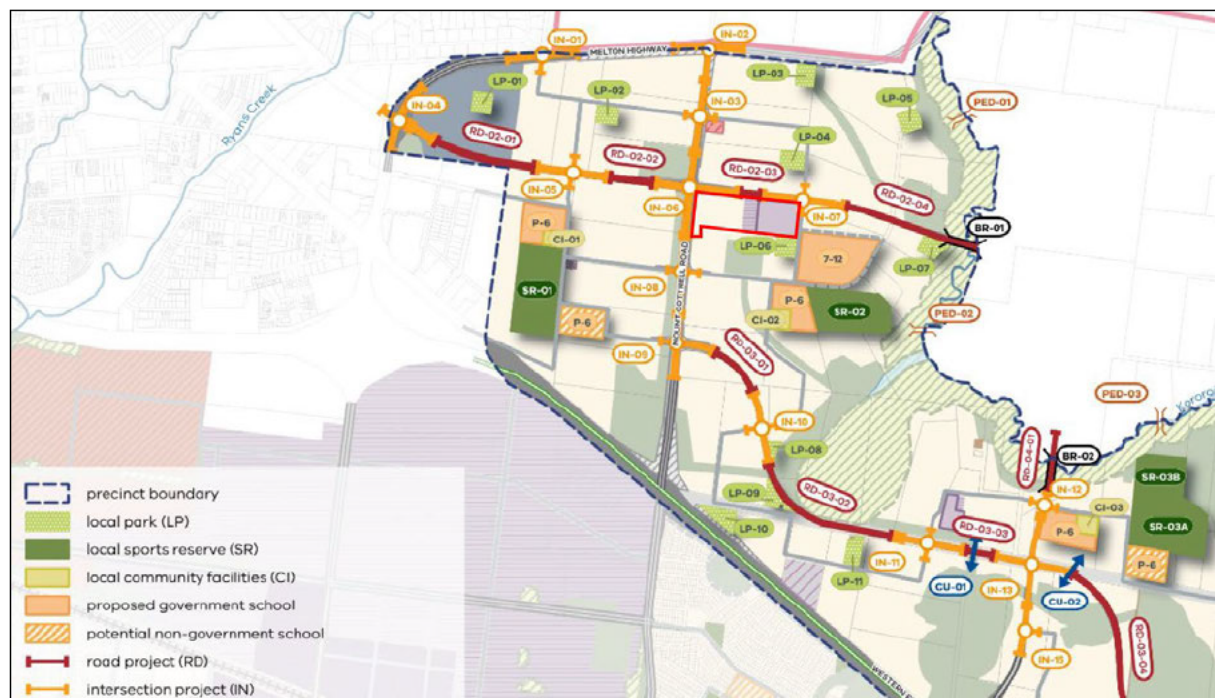 IN-01
IN-02
MELTON HIGHWAY
LP-01
LP-02
LP-03
LP-05
PED-01
IN-04
IN-03
Ryans Creek
RD-02-01
RD-02-02
LP-04
RD-02-03
RD-02-04
IN-05
IN-06
IN-07
BR-01
P-6
CI-01
LP-06
7-12
LP-07
SR-01
IN-08
P-6
SR-02
CI-02
PED-02
P-6
MOUNT COTTRELL ROAD
IN-09
RD-03-01
PED-03
IN-10
LP-08
RD-04-01
BR-02
SR-03B
RD-03-02
LP-09
LP-10
IN-12
CI-03
RD-03-03
P-6
SR-03A
IN-11
LP-11
CU-01
IN-13
CU-02
P-6
IN-15
RD-03-04
precinct boundary
local park (LP)
local sports reserve (SR)
local community facilities (CI)
proposed government school
potential non-government school
road project (RD)
intersection project (IN)